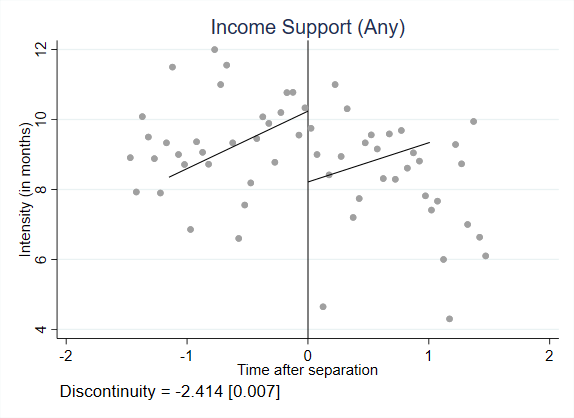 Income Support (Any)
Intensity (in months)
12
10
8
6
4
-2 -1 0 1 2
Time after separation
Discontinuity = -2.414 [0.007]